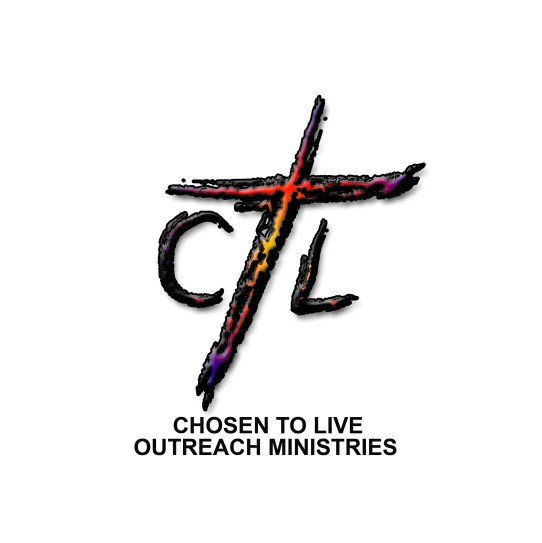 CTL
CHOSEN TO LIVE
OUTREACH MINISTRIES